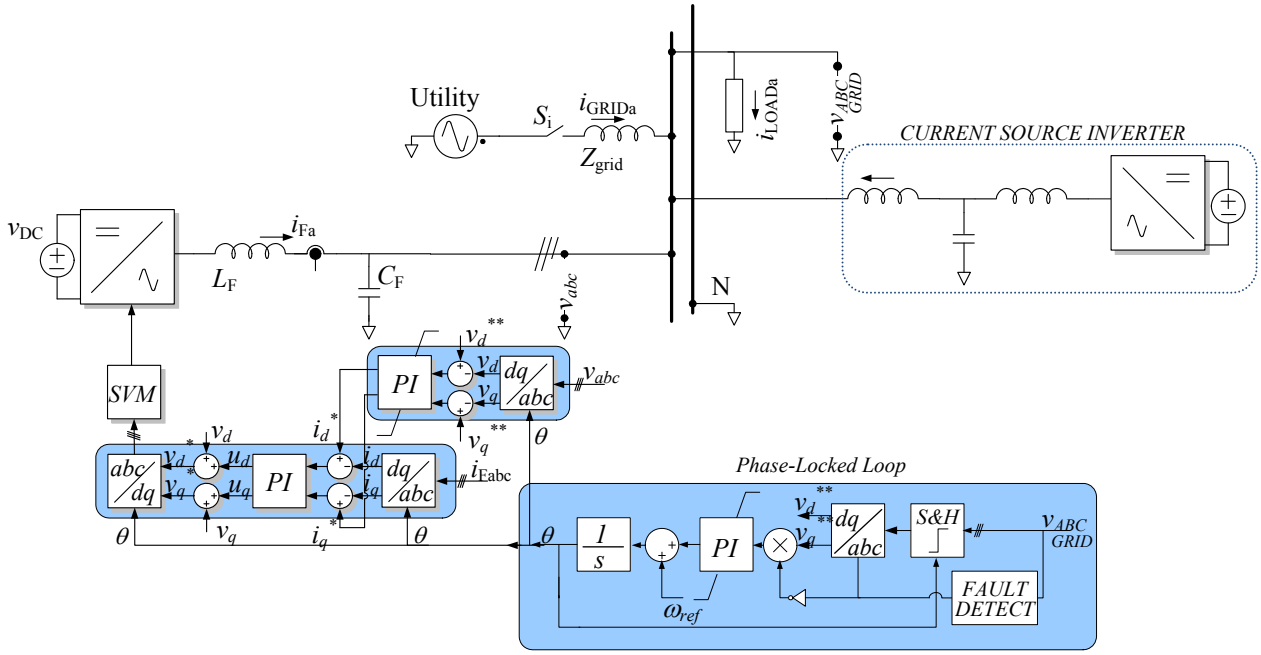 Utility
S_i
i_GRIDa
Z_grid
i_LOADa
v_ABC GRID
CURRENT SOURCE INVERTER
v_DC
L_F
i_Fa
C_F
v_abc
N
SVM
v_d**
v_d
v_q
v_q**
PI
dq/abc
v_abc
θ
v_d
v_q
v_d*
v_q*
u_d
u_q
abc/dq
PI
i_d*
i_q*
i_d
i_q
dq/abc
i_Fabc
θ
θ
θ
Phase-Locked Loop
1/s
+
ω_ref
PI
v_d**
v_q**
dq/abc
S&H
v_ABC GRID
FAULT
DETECT